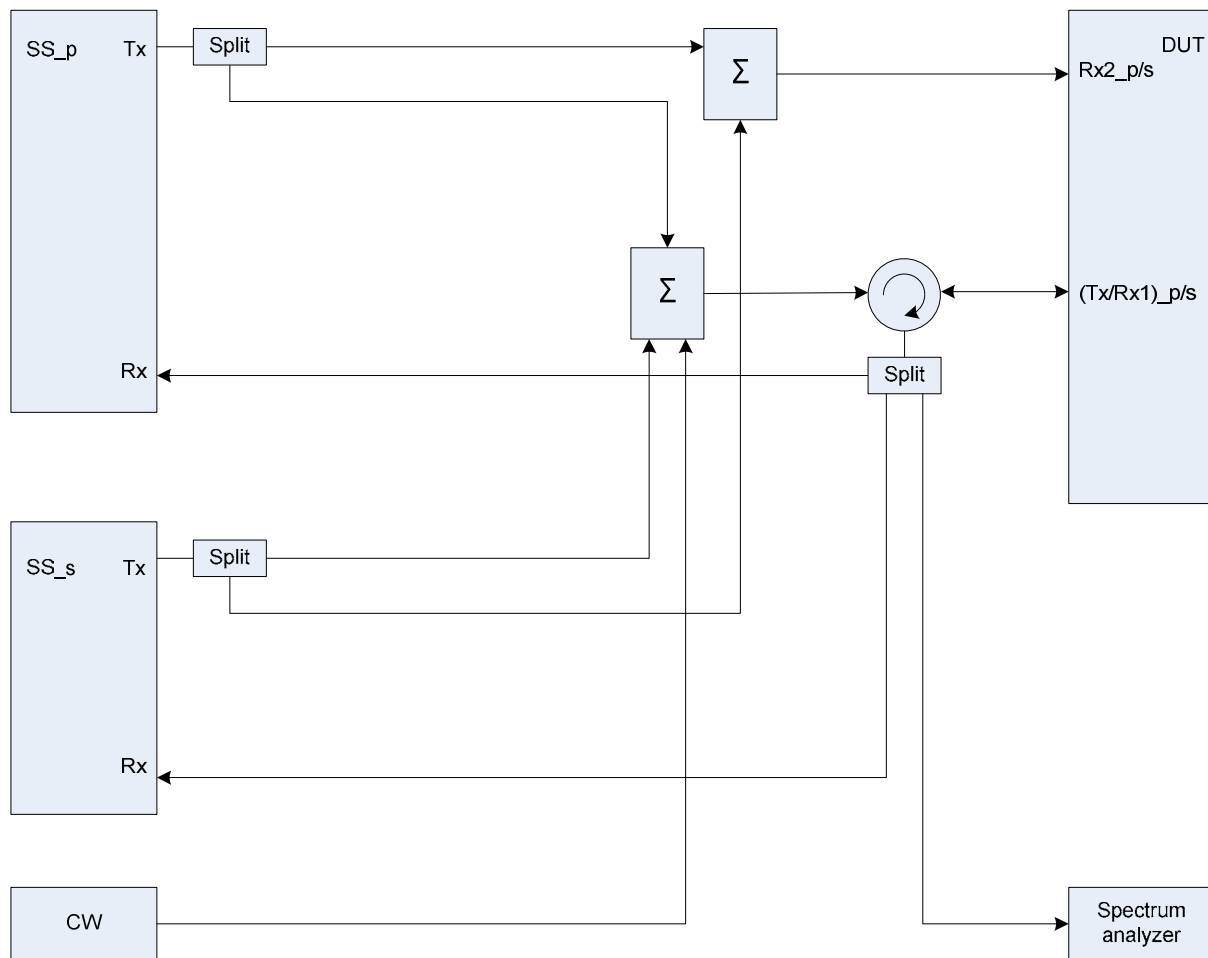 SS_p
Tx
Split
Σ
DUT
Rx2_p/s
Σ
(Tx/Rx1)_p/s
Rx
Split
SS_s
Tx
Split
Rx
CW
Spectrum
analyzer